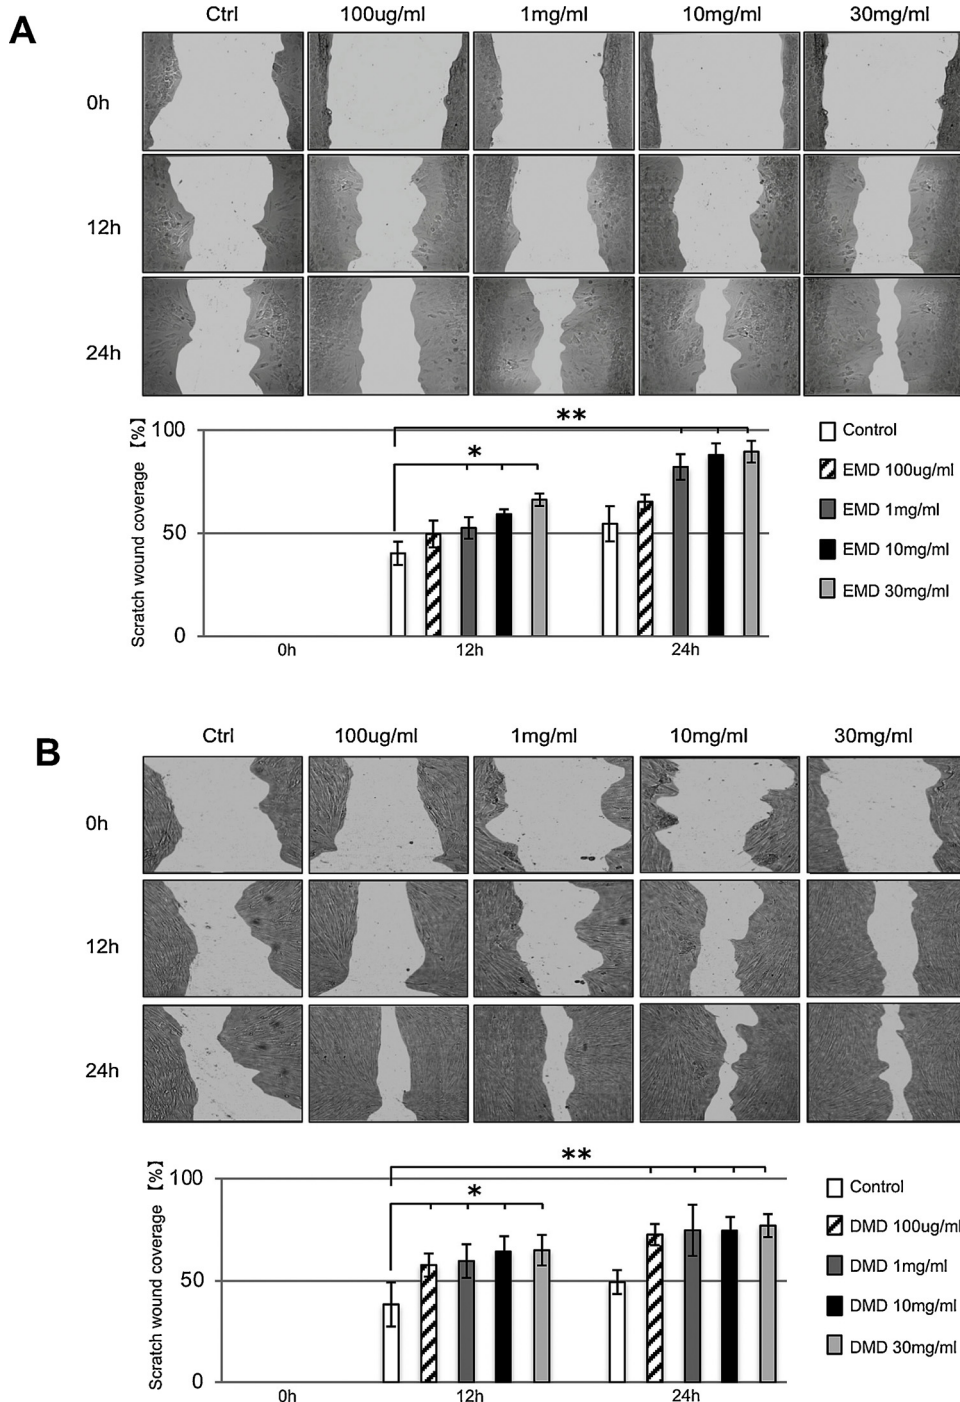 A
Ctrl 100ug/ml 1mg/ml 10mg/ml 30mg/ml
0h
12h
24h
Scratch wound coverage 【%】
100
50
0
**
*
0h 12h 24h
Control
EMD 100ug/ml
EMD 1mg/ml
EMD 10mg/ml
EMD 30mg/ml
B
Ctrl 100ug/ml 1mg/ml 10mg/ml 30mg/ml
0h
12h
24h
Scratch wound coverage 【%】
100
50
0
**
*
0h 12h 24h
Control
DMD 100ug/ml
DMD 1mg/ml
DMD 10mg/ml
DMD 30mg/ml